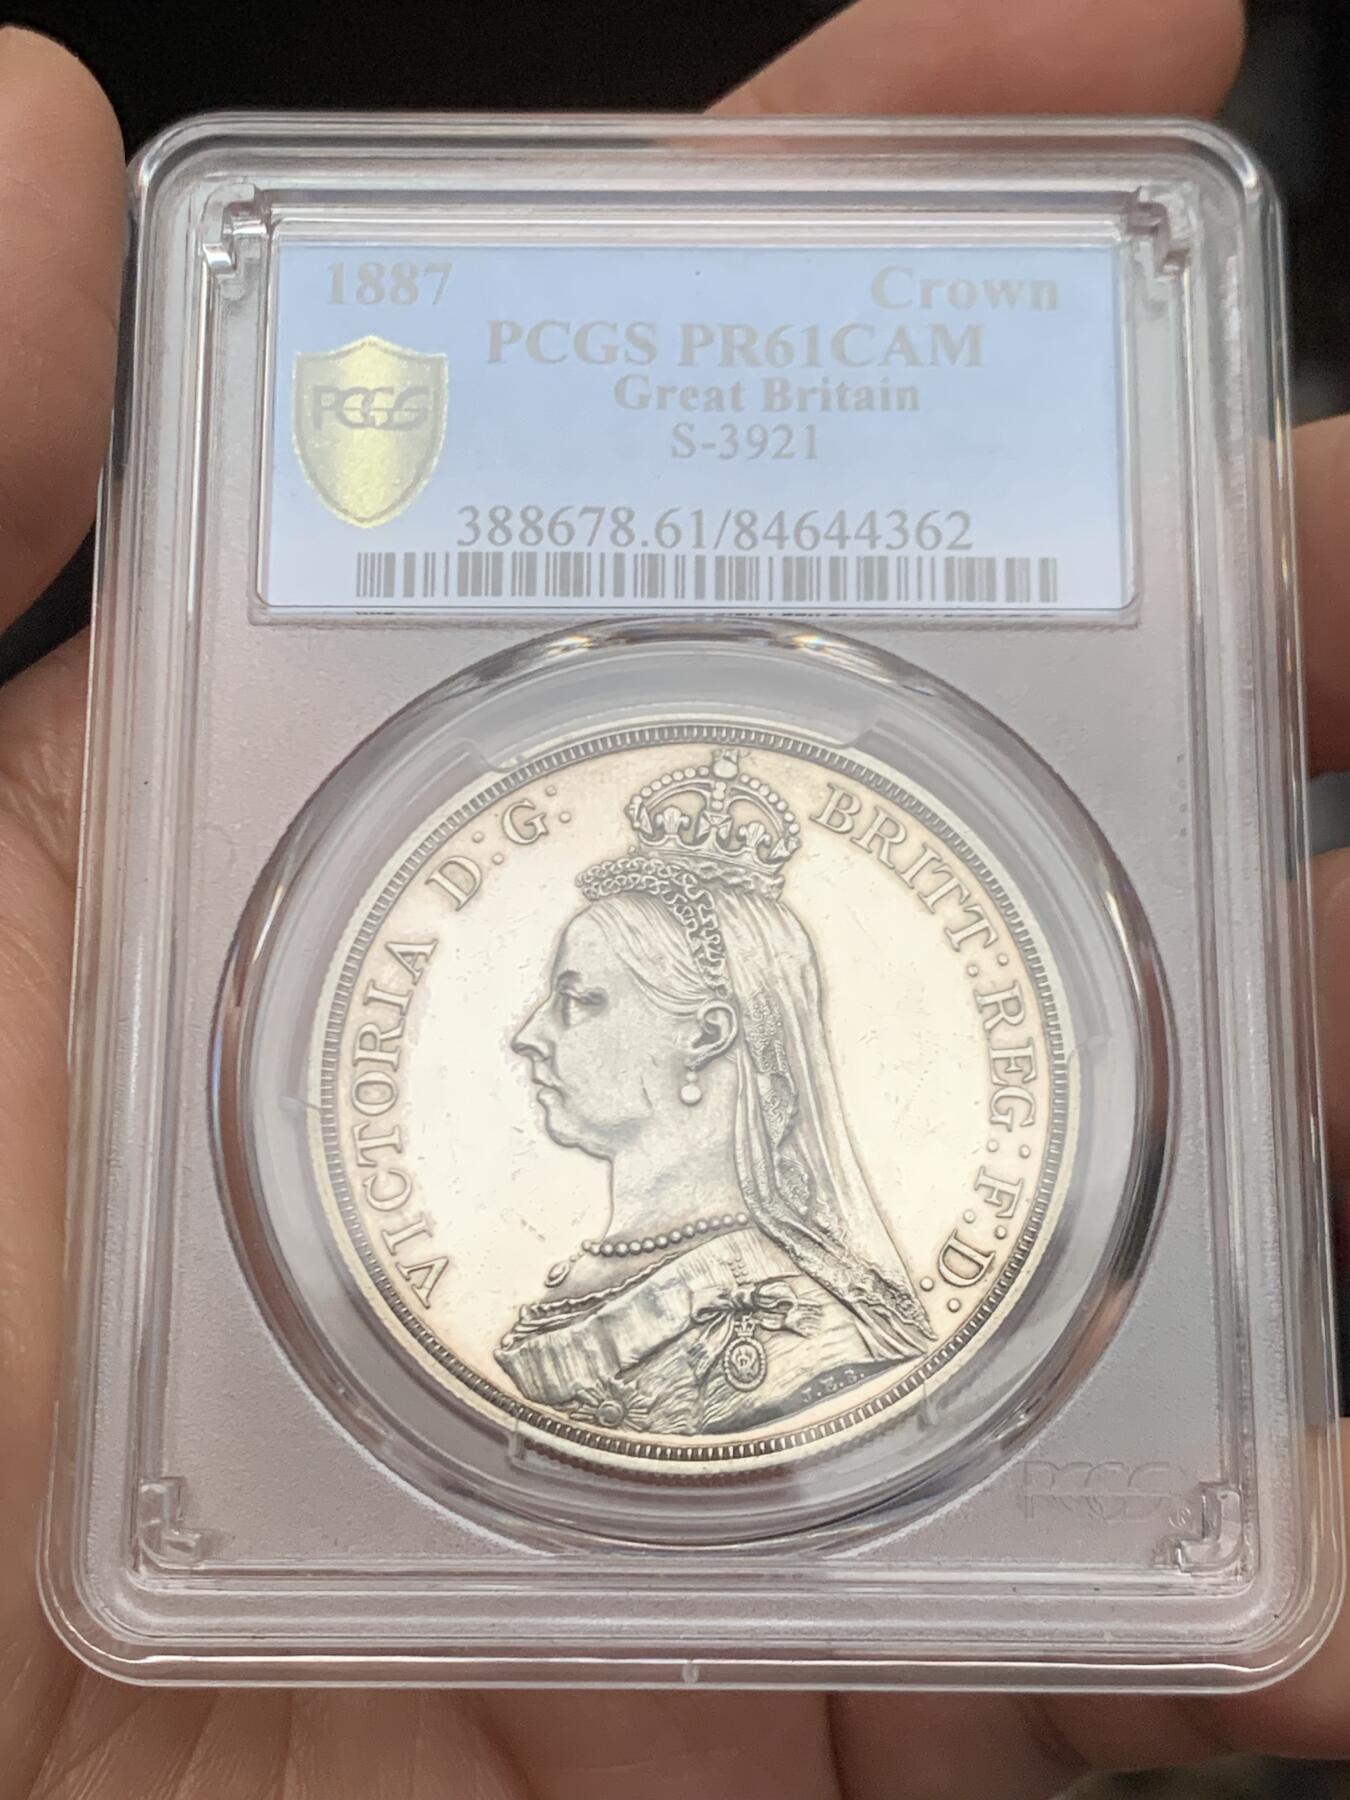 1887 Crown
PCGS PR61CAM
PCGS
Great Britain
S-3921
388678.61/84644362
VICTORIA D:G: BRITT:REG:F:D:
J.E.B.
PCGS®